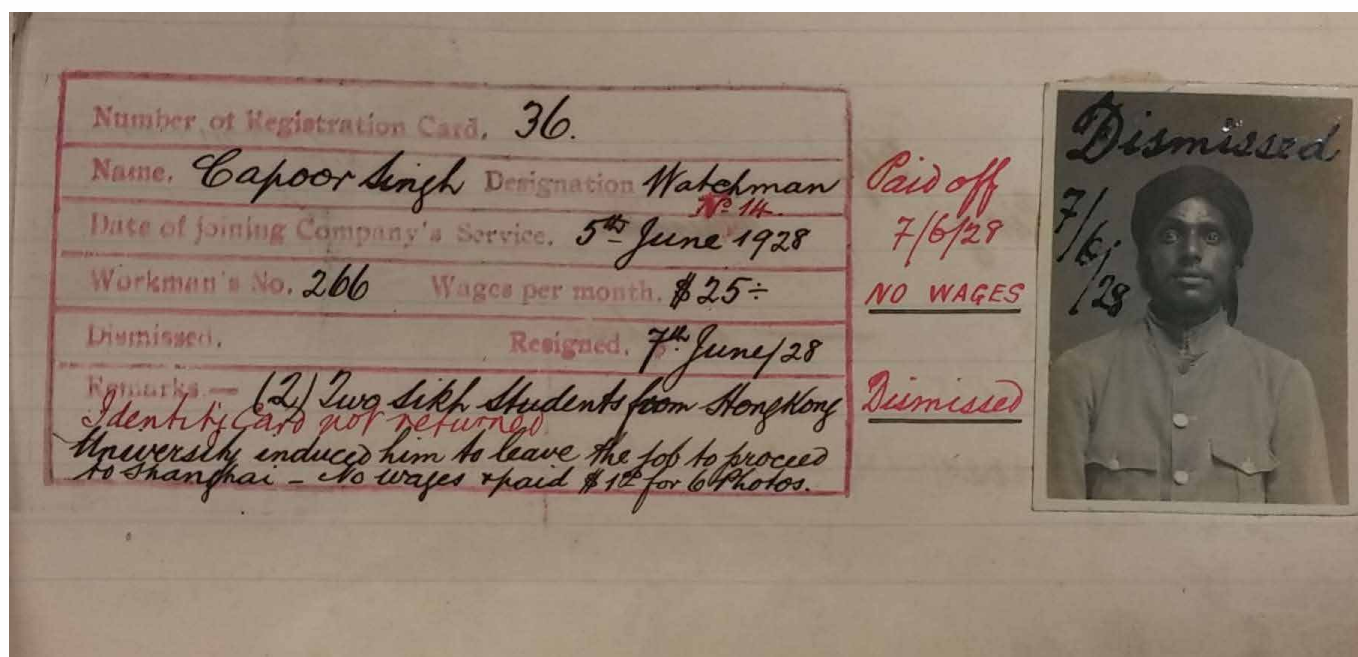 Number of Registration Card. 36.
Name. Capoor Singh Designation Watchman
No. 14.
Date of joining Company's Service. 5th June 1928
Workman's No. 266 Wages per month. $25÷
Dismissed. Resigned. 7th June/28
Remarks.— (2) Two Sikh Students from HongKong
Identity Card not returned
University induced him to leave the job to proceed
to Shanghai – No wages & paid $1 for 6 Photos.
Paid off
7/6/28
NO WAGES
Dismissed
Dismissed
7/6/28